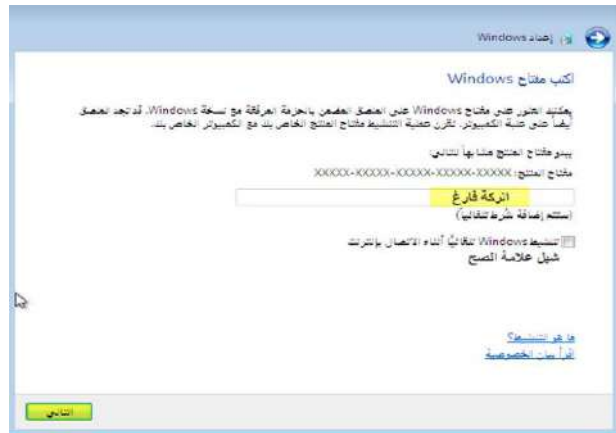 إعداد Windows
اكتب مفتاح Windows
يمكنك العثور على مفتاح Windows على الملصق المضمن بالحزمة المرفقة مع نسخة Windows. قد تجد الملصق
أيضاً على علبة الكمبيوتر. تقرن عملية التنشيط مفتاح المنتج الخاص بك مع الكمبيوتر الخاص بك.
يبدو مفتاح المنتج مشابهاً للتالي:
مفتاح المنتج: XXXXX-XXXXX-XXXXX-XXXXX-XXXXX
اتركة فارغ
(ستتم إضافة شرط تلقائياً)
تنشيط Windows تلقائياً أثناء الاتصال بإنترنت
شيل علامة الصح
ما هو التنشيط؟
اقرأ بيان الخصوصية
التالي